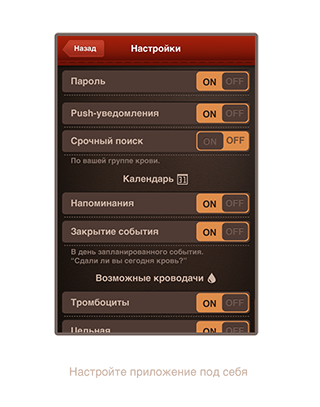 Назад
Настройки
Пароль ON OFF
Push-уведомления ON OFF
Срочный поиск ON OFF
По вашей группе крови.
Календарь 31
Напоминания ON OFF
Закрытие события ON OFF
В день запланированного события.
"Сдали ли вы сегодня кровь?"
Возможные кроводачи
Тромбоциты ON OFF
Цельная ON OFF
Настройте приложение под себя